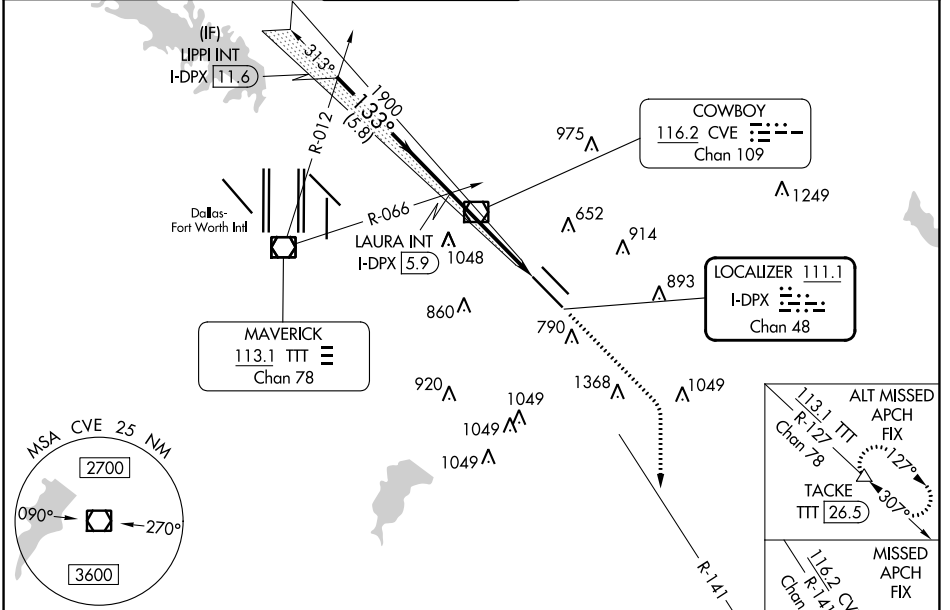 (IF)
LIPPI INT
I-DPX 11.6
313°
1900
133°
(5.8)
R-012
COWBOY
116.2 CVE
Chan 109
975
1249
Dallas-
Fort Worth Intl
R-066
652
LAURA INT
I-DPX 5.9
1048
914
LOCALIZER 111.1
I-DPX
Chan 48
893
860
790
MAVERICK
113.1 TTT
Chan 78
920
1368
1049
1049
1049
1049
MSA CVE 25 NM
2700
090°
270°
3600
R-141
113.1 TTT
R-127
Chan 78
ALT MISSED
APCH
FIX
127°
307°
TACKE
TTT 26.5
116.2 CV
R-141
Chan
MISSED
APCH
FIX